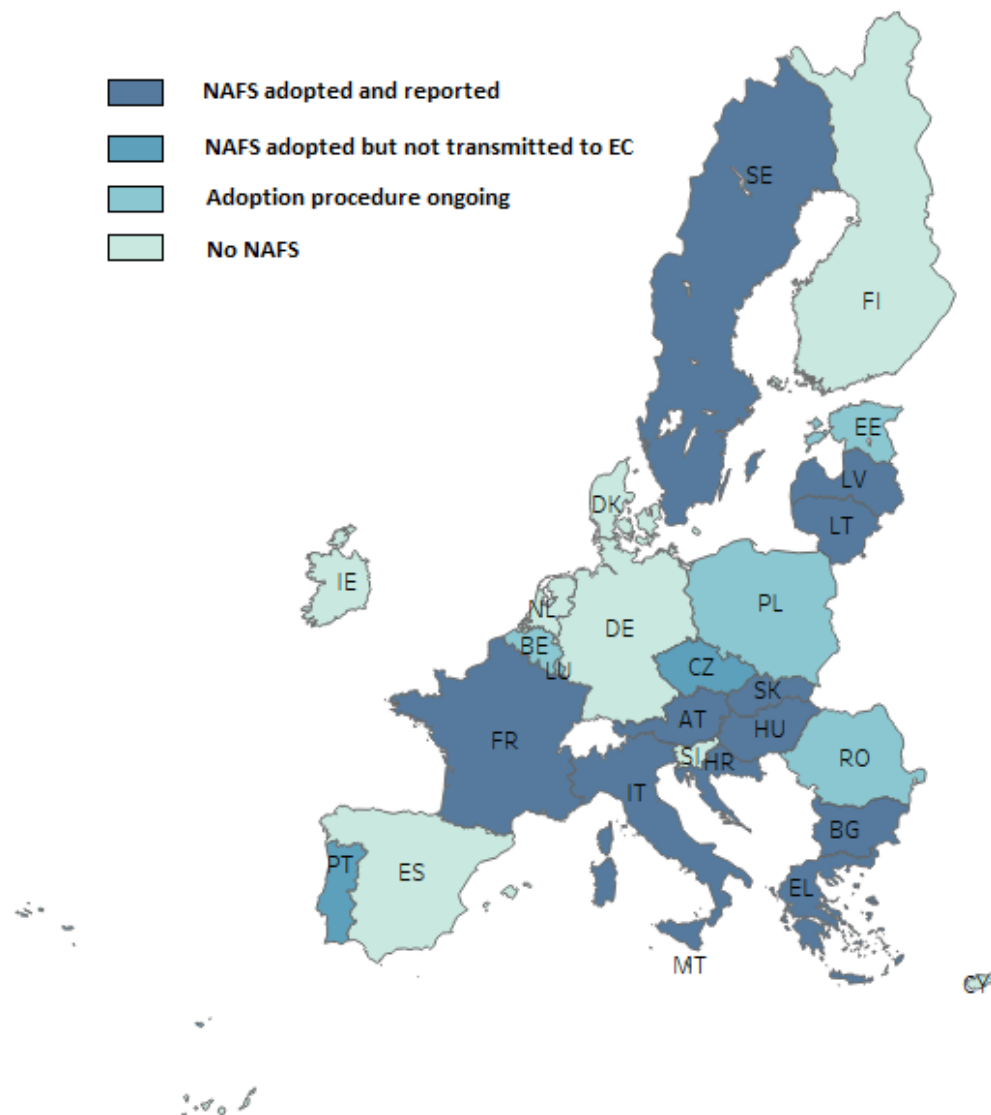 NAFS adopted and reported
NAFS adopted but not transmitted to EC
Adoption procedure ongoing
No NAFS
SE
FI
EE
LV
LT
DK
IE
NL
DE
PL
BE
LU
CZ
SK
AT
HU
FR
SI
HR
RO
IT
BG
PT
ES
EL
MT
CY